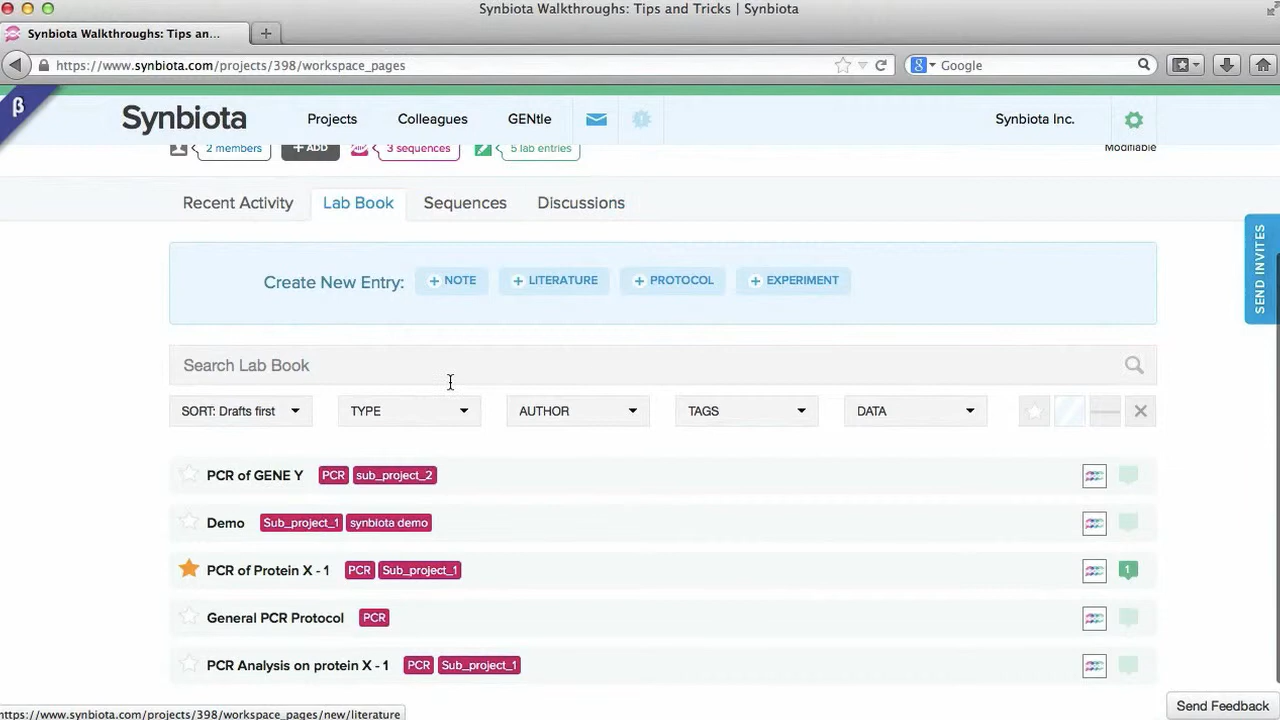 Synbiota Walkthroughs: Tips and Tricks | Synbiota
Synbiota Walkthroughs: Tips an...
https://www.synbiota.com/projects/398/workspace_pages
Google
β
Synbiota
Projects
Colleagues
GENtle
Synbiota Inc.
2 members
+ ADD
3 sequences
5 lab entries
Modifiable
Recent Activity
Lab Book
Sequences
Discussions
SEND INVITES
Create New Entry:
+ NOTE
+ LITERATURE
+ PROTOCOL
+ EXPERIMENT
Search Lab Book
SORT: Drafts first
TYPE
AUTHOR
TAGS
DATA
PCR of GENE Y PCR sub_project_2
Demo Sub_project_1 synbiota demo
PCR of Protein X - 1 PCR Sub_project_1
1
General PCR Protocol PCR
PCR Analysis on protein X - 1 PCR Sub_project_1
https://www.synbiota.com/projects/398/workspace_pages/new/literature
Send Feedback